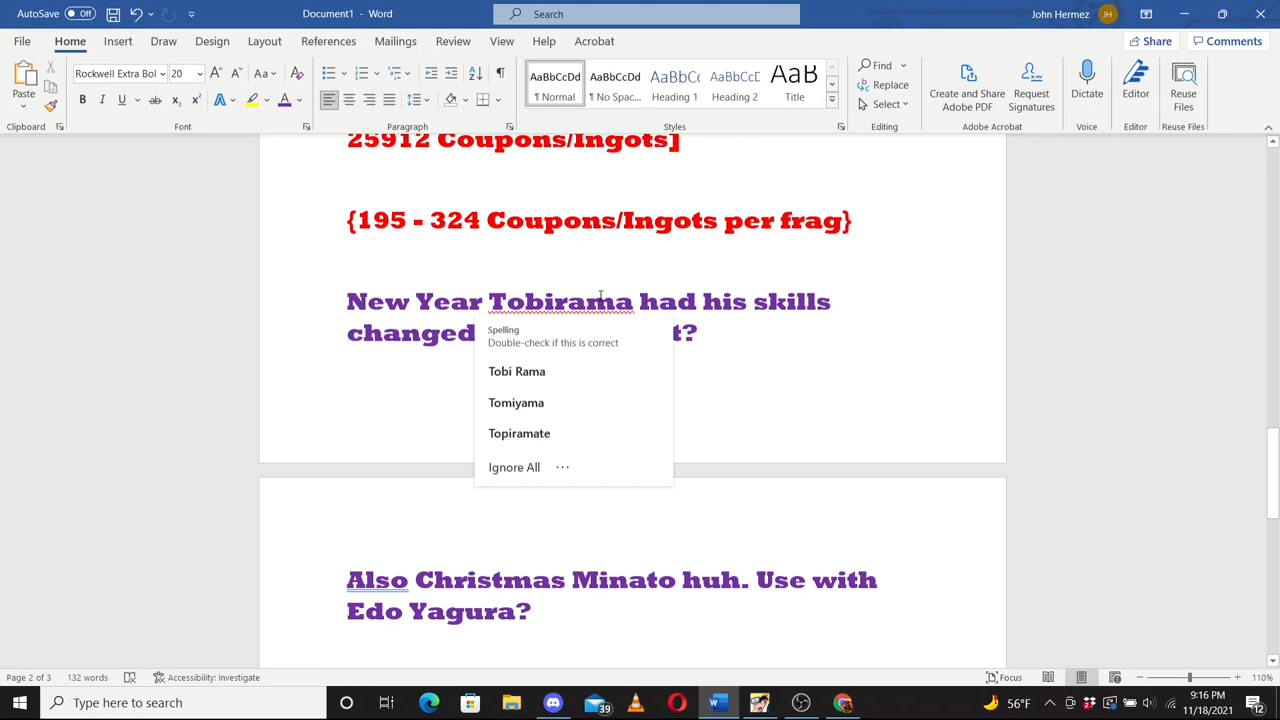 AutoSave Off
Search
John Hermez JH
File Home Insert Draw Design Layout References Mailings Review View Help Acrobat Share Comments
Paste
Rockwell Extra Bol 20
Clipboard
Font
Paragraph
AaBbCcDd ¶ Normal
AaBbCcDd ¶ No Spac...
AaBbCc Heading 1
AaBbCcE Heading 2
AaB Title
Styles
Find
Replace
Select
Editing
Create and Share Adobe PDF
Request Signatures
Adobe Acrobat
Dictate
Voice
Editor
Editor
Reuse Files
Reuse Files
25912 Coupons/Ingots]
{195 - 324 Coupons/Ingots per frag}
New Year Tobirama had his skills
changed t?
Spelling
Double-check if this is correct
Tobi Rama
Tomiyama
Topiramate
Ignore All ...
Also Christmas Minato huh. Use with
Edo Yagura?
Page 2 of 3 132 words Accessibility: Investigate Focus 110%
Type here to search 39 56°F 9:16 PM
11/18/2021 12